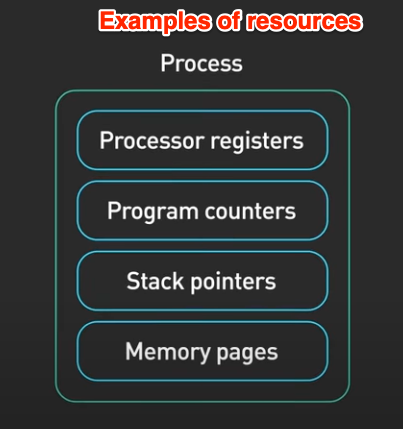 Examples of resources
Process
Processor registers
Program counters
Stack pointers
Memory pages